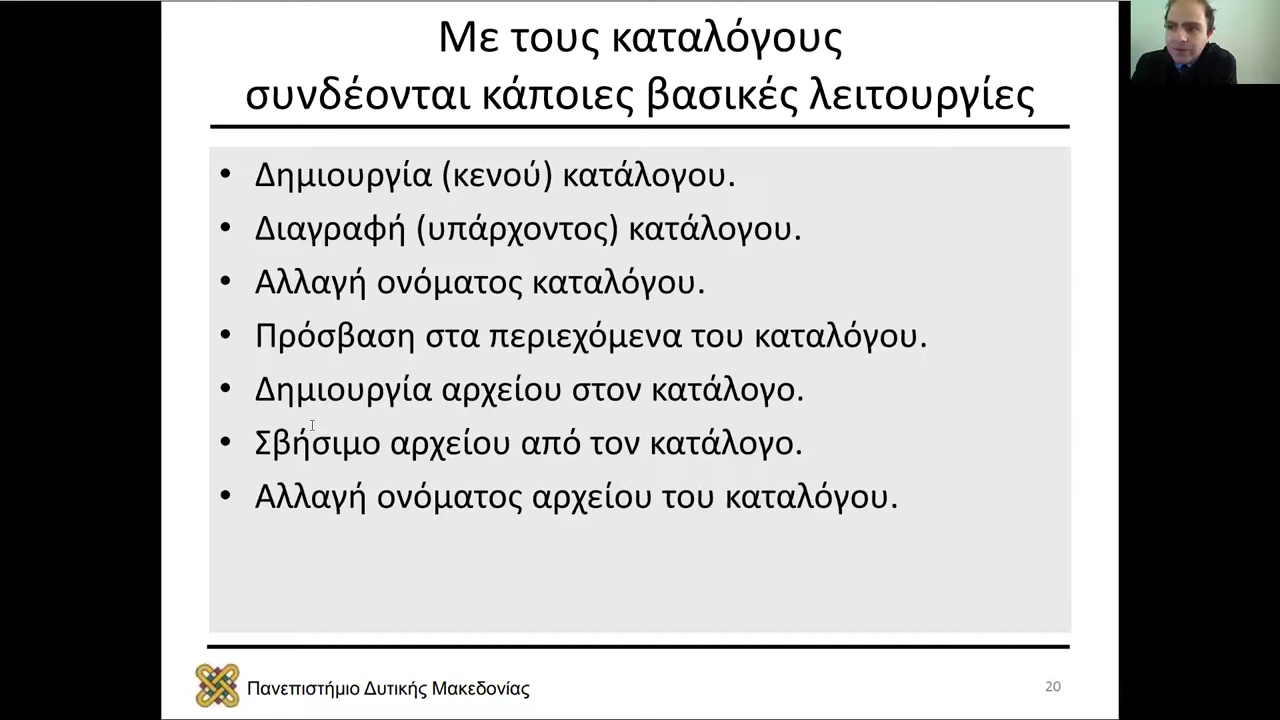 Με τους καταλόγους
συνδέονται κάποιες βασικές λειτουργίες
• Δημιουργία (κενού) κατάλογου.
• Διαγραφή (υπάρχοντος) κατάλογου.
• Αλλαγή ονόματος καταλόγου.
• Πρόσβαση στα περιεχόμενα του καταλόγου.
• Δημιουργία αρχείου στον κατάλογο.
• Σβήσιμο αρχείου από τον κατάλογο.
• Αλλαγή ονόματος αρχείου του καταλόγου.
Πανεπιστήμιο Δυτικής Μακεδονίας
20